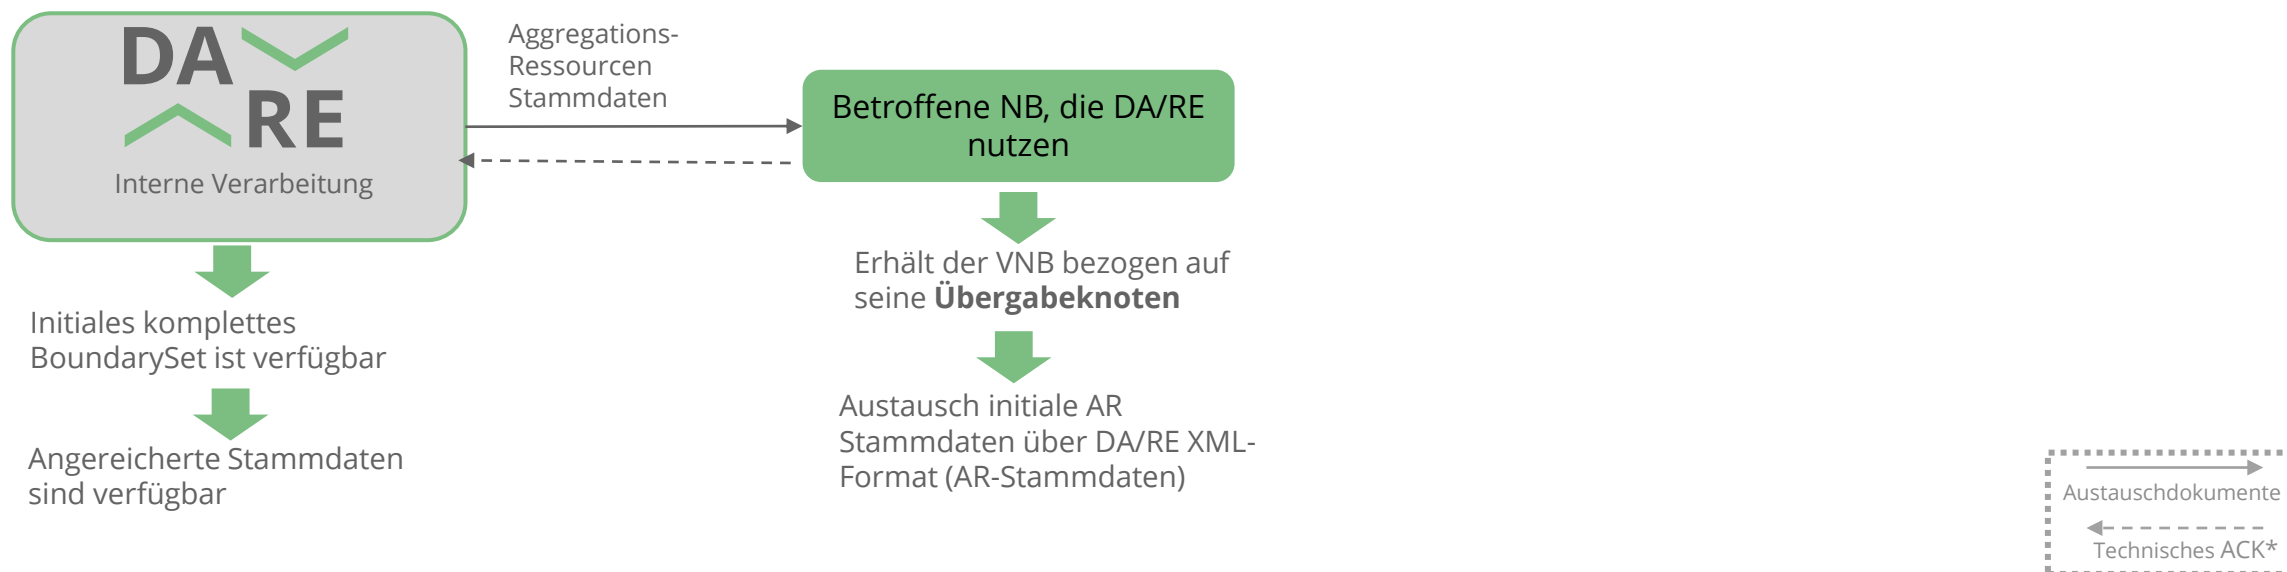 DA
RE
Interne Verarbeitung
Initiales komplettes
BoundarySet ist verfügbar
Angereicherte Stammdaten
sind verfügbar
Aggregations-
Ressourcen
Stammdaten
Betroffene NB, die DA/RE
nutzen
Erhält der VNB bezogen auf
seine Übergabeknoten
Austausch initiale AR
Stammdaten über DA/RE XML-
Format (AR-Stammdaten)
Austauschdokumente
Technisches ACK*